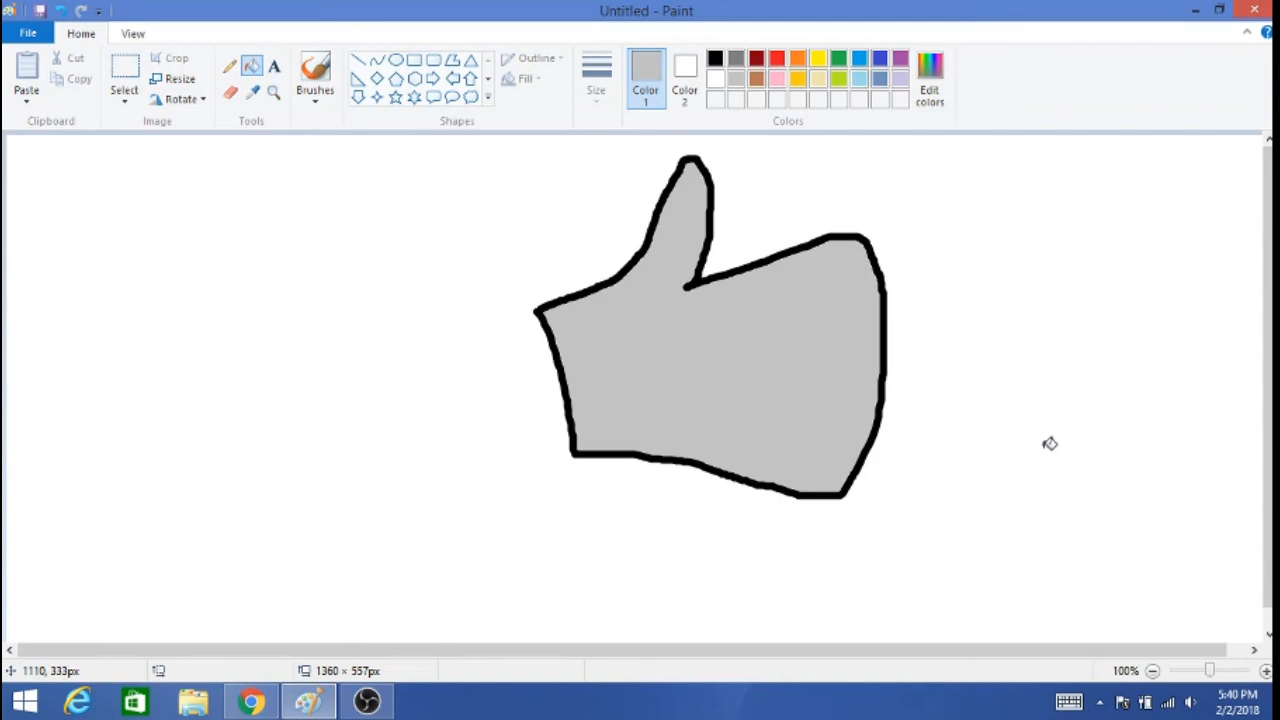 Untitled - Paint
File Home View
Paste
Cut
Copy
Clipboard
Select
Crop
Resize
Rotate
Image
A
Tools
Brushes
Shapes
Outline
Fill
Size
Color 1
Color 2
Edit colors
Colors
1110, 333px
1360 × 557px
100%
5:40 PM
2/2/2018